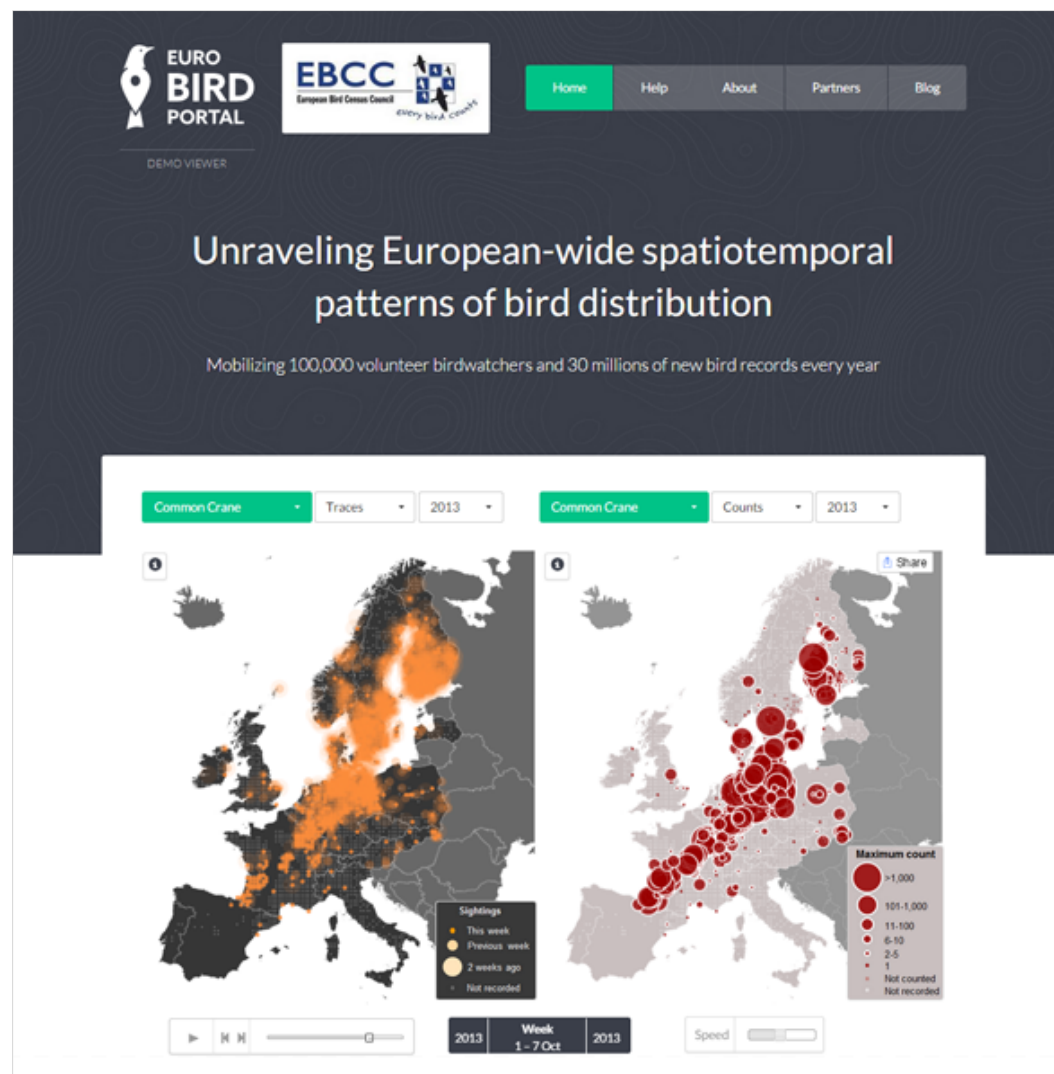 EURO
BIRD
PORTAL
DEMO VIEWER
EBCC
European Bird Census Council
every bird counts
Home Help About Partners Blog
Unraveling European-wide spatiotemporal
patterns of bird distribution
Mobilizing 100,000 volunteer birdwatchers and 30 millions of new bird records every year
Common Crane Traces 2013
Common Crane Counts 2013
Share
Sightings
This week
Previous week
2 weeks ago
Not recorded
Maximum count
>1,000
101-1,000
11-100
6-10
2-5
1
Not counted
Not recorded
2013 Week 2013
1 – 7 Oct
Speed